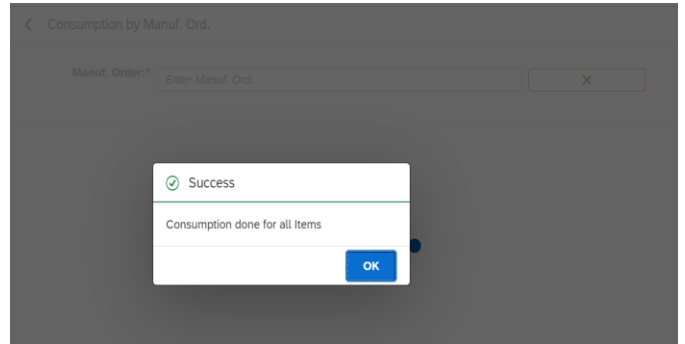 Consumption by Manuf. Ord.
Manuf. Order:*
Enter Manuf. Ord.
Success
Consumption done for all Items
OK